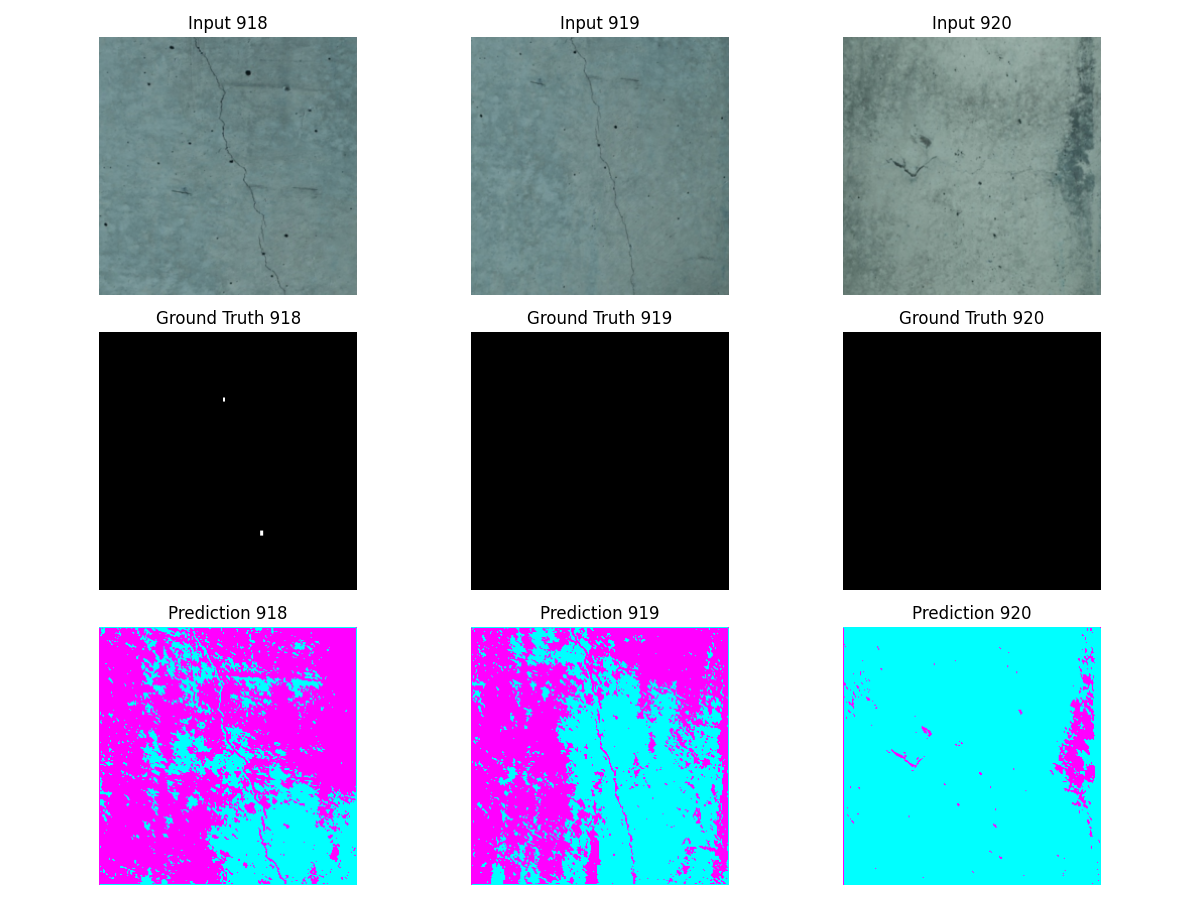 Input 918
Input 919
Input 920
Ground Truth 918
Ground Truth 919
Ground Truth 920
Prediction 918
Prediction 919
Prediction 920